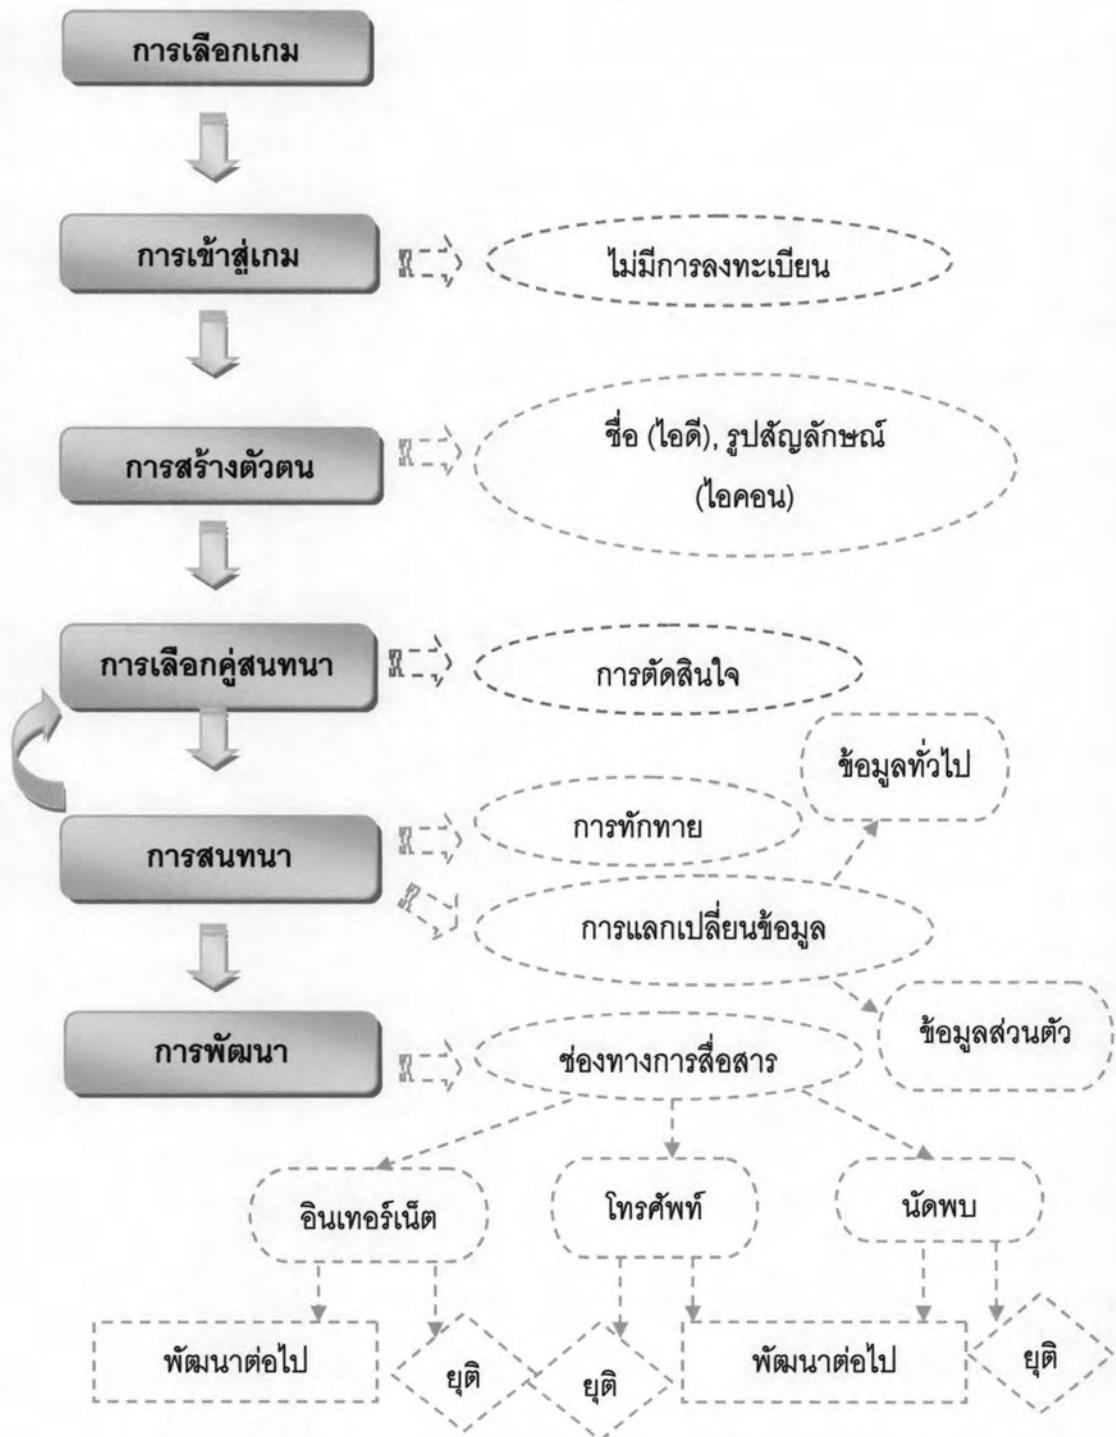 การเลือกเกม
การเข้าสู่เกม
ไม่มีการลงทะเบียน
ชื่อ (ไอดี), รูปสัญลักษณ์
(ไอคอน)
การสร้างตัวตน
การเลือกคู่สนทนา
การตัดสินใจ
ข้อมูลทั่วไป
การทักทาย
การสนทนา
การแลกเปลี่ยนข้อมูล
ข้อมูลส่วนตัว
การพัฒนา
ช่องทางการสื่อสาร
อินเทอร์เน็ต
โทรศัพท์
นัดพบ
พัฒนาต่อไป
ยุติ
ยุติ
พัฒนาต่อไป
ยุติ